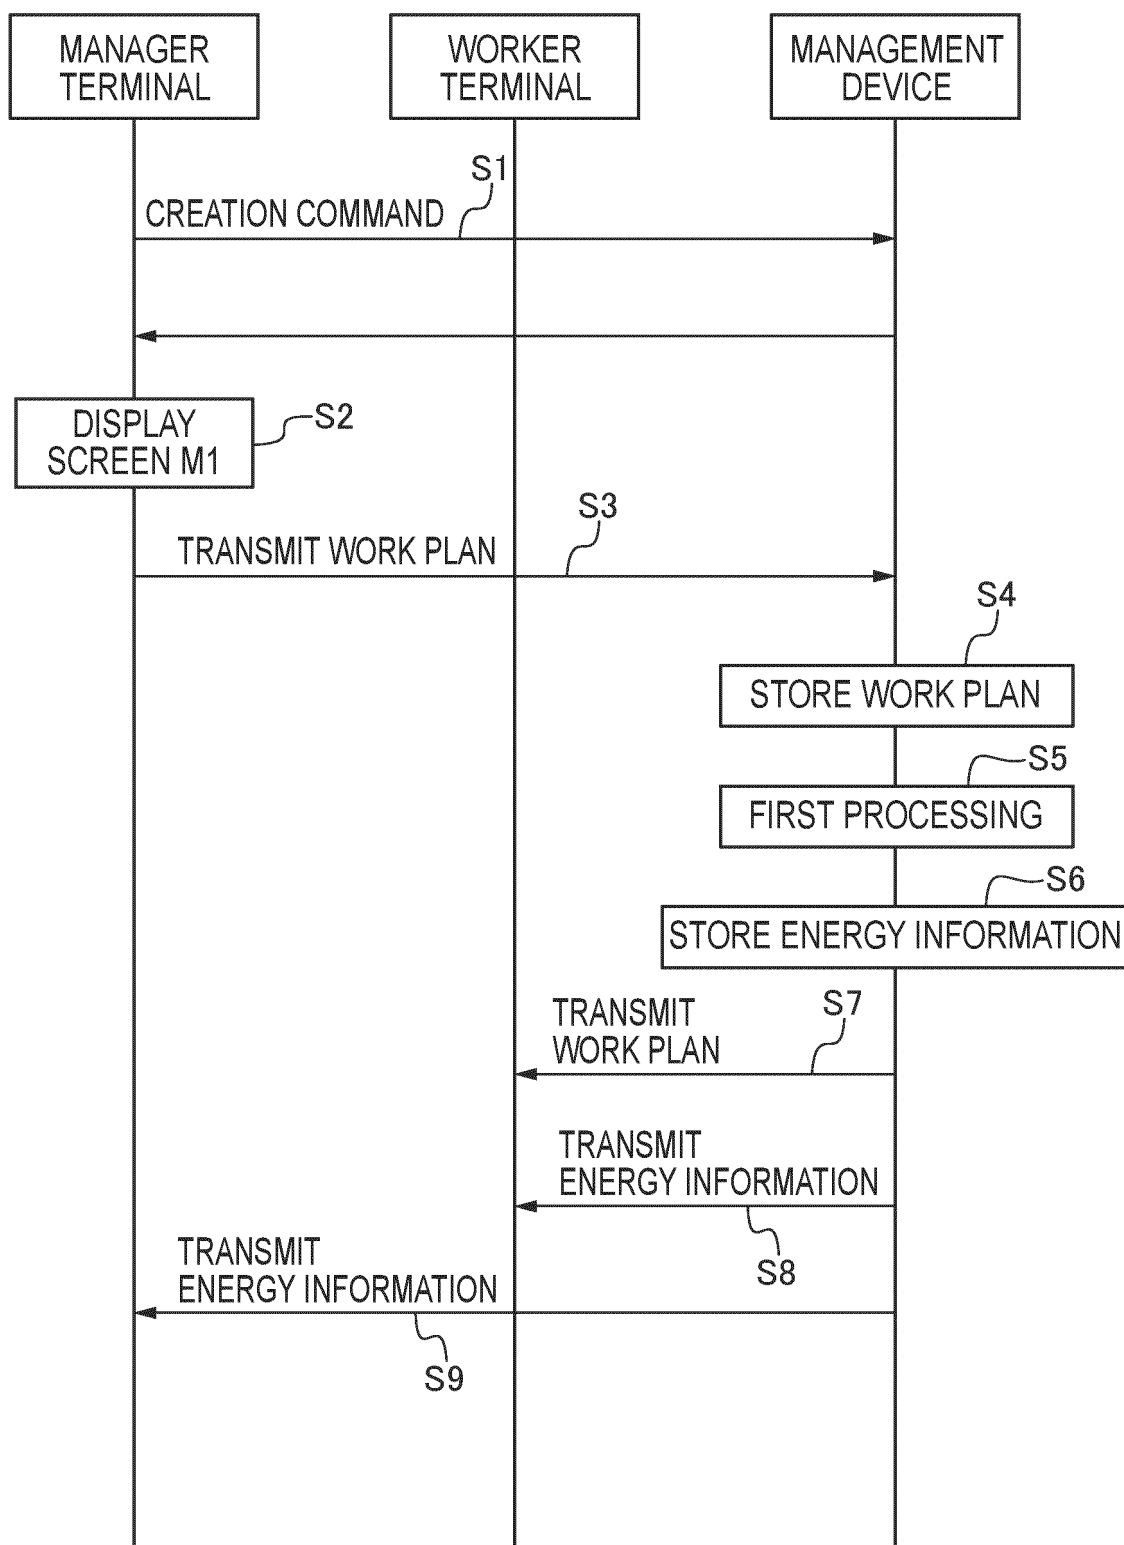 MANAGER
TERMINAL
WORKER
TERMINAL
MANAGEMENT
DEVICE
S1
CREATION COMMAND
DISPLAY
SCREEN M1
S2
S3
TRANSMIT WORK PLAN
S4
STORE WORK PLAN
S5
FIRST PROCESSING
S6
STORE ENERGY INFORMATION
S7
TRANSMIT
WORK PLAN
TRANSMIT
ENERGY INFORMATION
S8
TRANSMIT
ENERGY INFORMATION
S9